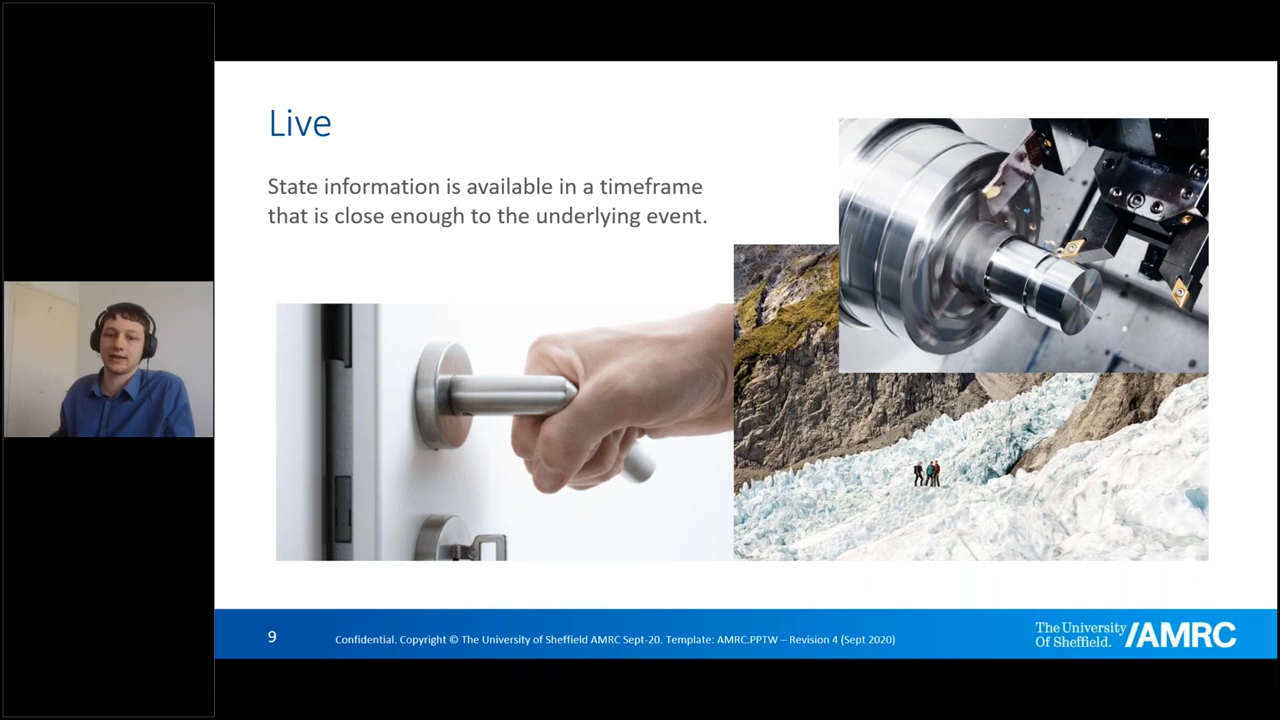 Live
State information is available in a timeframe
that is close enough to the underlying event.
9
Confidential. Copyright © The University of Sheffield AMRC Sept-20. Template: AMRC.PPTW – Revision 4 (Sept 2020)
The University
Of Sheffield.
AMRC